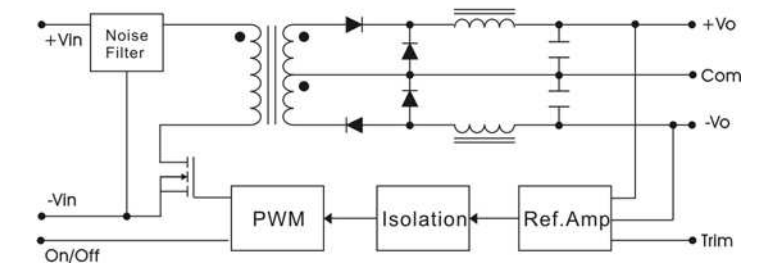 +Vin
Noise
Filter
+Vo
Com
-Vo
-Vin
PWM
Isolation
Ref.Amp
Trim
On/Off